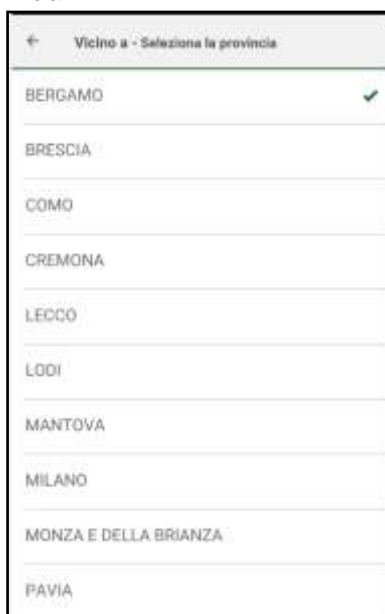 Vicino a - Seleziona la provincia
BERGAMO
BRESCIA
COMO
CREMONA
LECCO
LODI
MANTOVA
MILANO
MONZA E DELLA BRIANZA
PAVIA